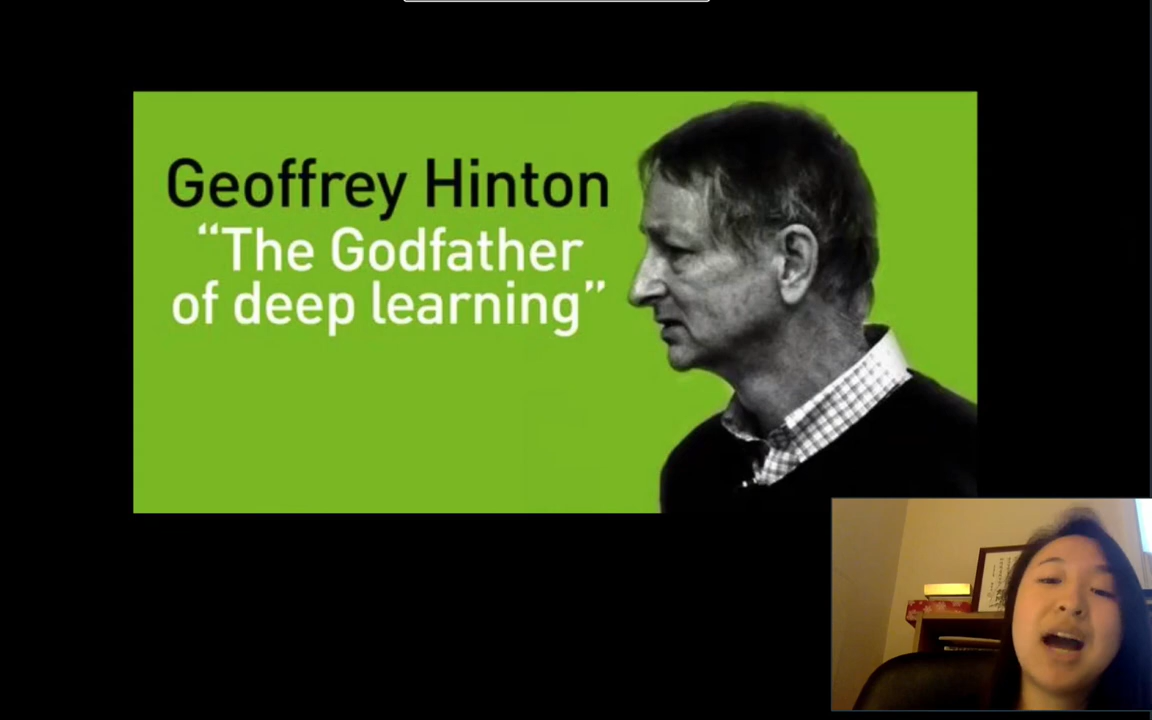 Geoffrey Hinton
“The Godfather
of deep learning”